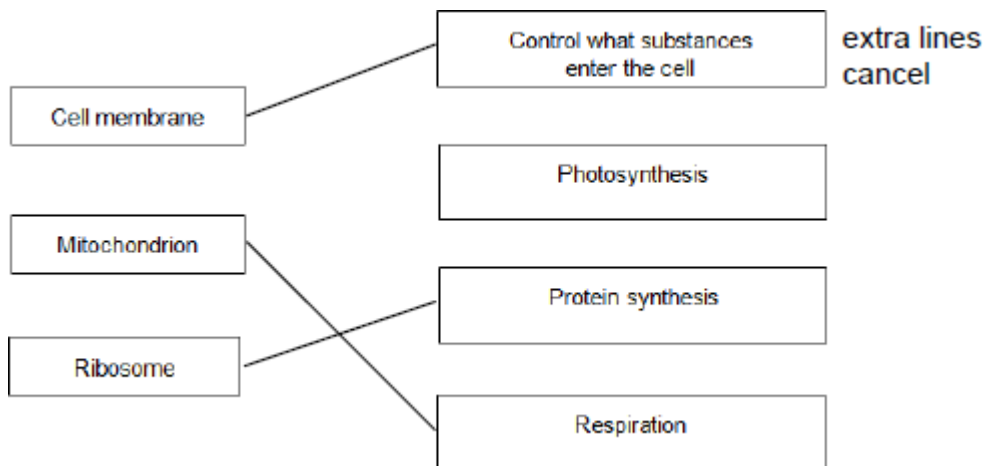 Control what substances
enter the cell
extra lines
cancel
Cell membrane
Photosynthesis
Mitochondrion
Protein synthesis
Ribosome
Respiration